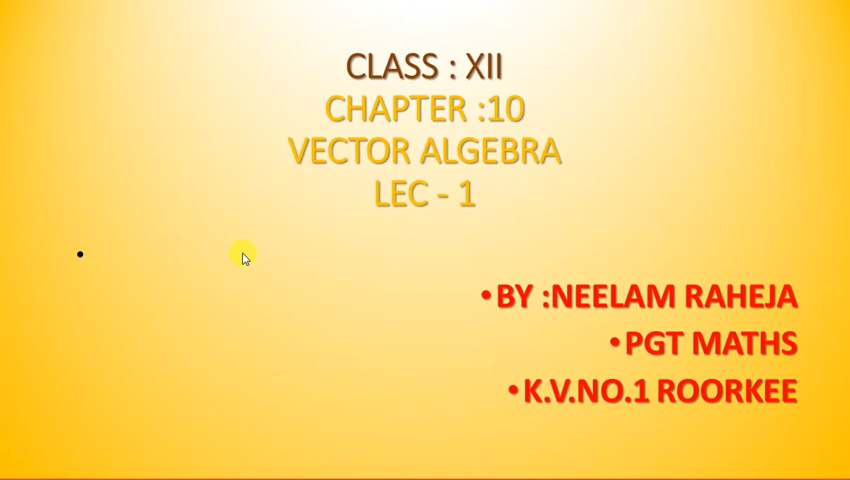 CLASS : XII
CHAPTER :10
VECTOR ALGEBRA
LEC - 1
•
•BY :NEELAM RAHEJA
•PGT MATHS
•K.V.NO.1 ROORKEE